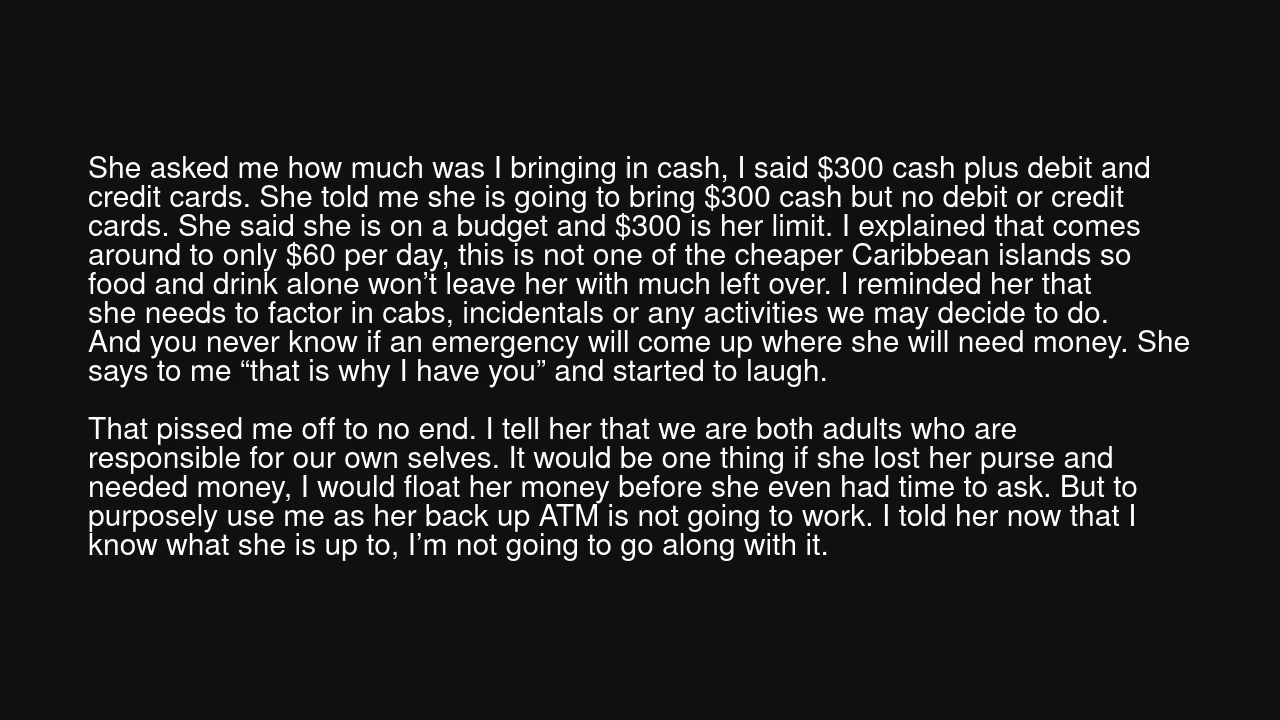 She asked me how much was I bringing in cash, I said $300 cash plus debit and
credit cards. She told me she is going to bring $300 cash but no debit or credit
cards. She said she is on a budget and $300 is her limit. I explained that comes
around to only $60 per day, this is not one of the cheaper Caribbean islands so
food and drink alone won’t leave her with much left over. I reminded her that
she needs to factor in cabs, incidentals or any activities we may decide to do.
And you never know if an emergency will come up where she will need money. She
says to me “that is why I have you” and started to laugh.

That pissed me off to no end. I tell her that we are both adults who are
responsible for our own selves. It would be one thing if she lost her purse and
needed money, I would float her money before she even had time to ask. But to
purposely use me as her back up ATM is not going to work. I told her now that I
know what she is up to, I’m not going to go along with it.